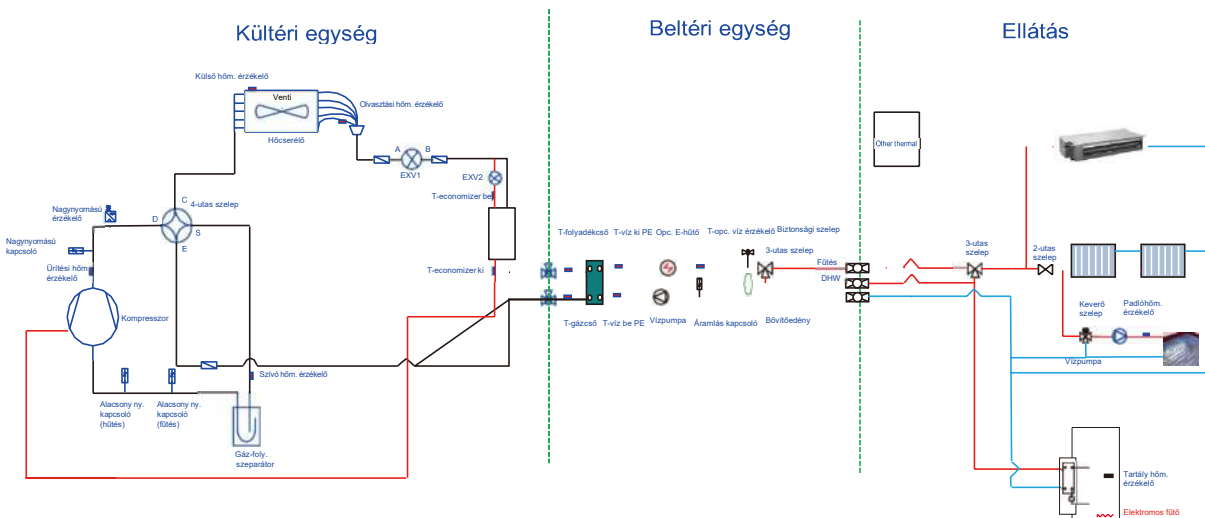 Kültéri egység
Beltéri egység
Ellátás
Külső hőm. érzékelő
Venti
Olvasztási hőm. érzékelő
Hőcserélő
Other thermal
A
B
EXV1
EXV2
T-economizer be
C
4-utas szelep
D
S
E
Nagynyomású
érzékelő
Nagynyomású
kapcsoló
Ürítési hőm
érzékelő
Kompresszor
T-economizer ki
T-folyadékcső
T-víz ki PE
Opc. E-hűtő
T-opc. víz érzékelő
Biztonsági szelep
3-utas szelep
Fűtés
DHW
T-gázcső
T-víz be PE
Vízpumpa
Áramlás kapcsoló
Bővítőedény
3-utas
szelep
2-utas
szelep
Keverő
szelep
Padlóhőm.
érzékelő
Vízpumpa
Szívó hőm. érzékelő
Alacsony ny.
kapcsoló
(hűtés)
Alacsony ny.
kapcsoló
(fűtés)
Gáz-foly.
szeparátor
Tartály hőm.
érzékelő
Elektromos fűtő